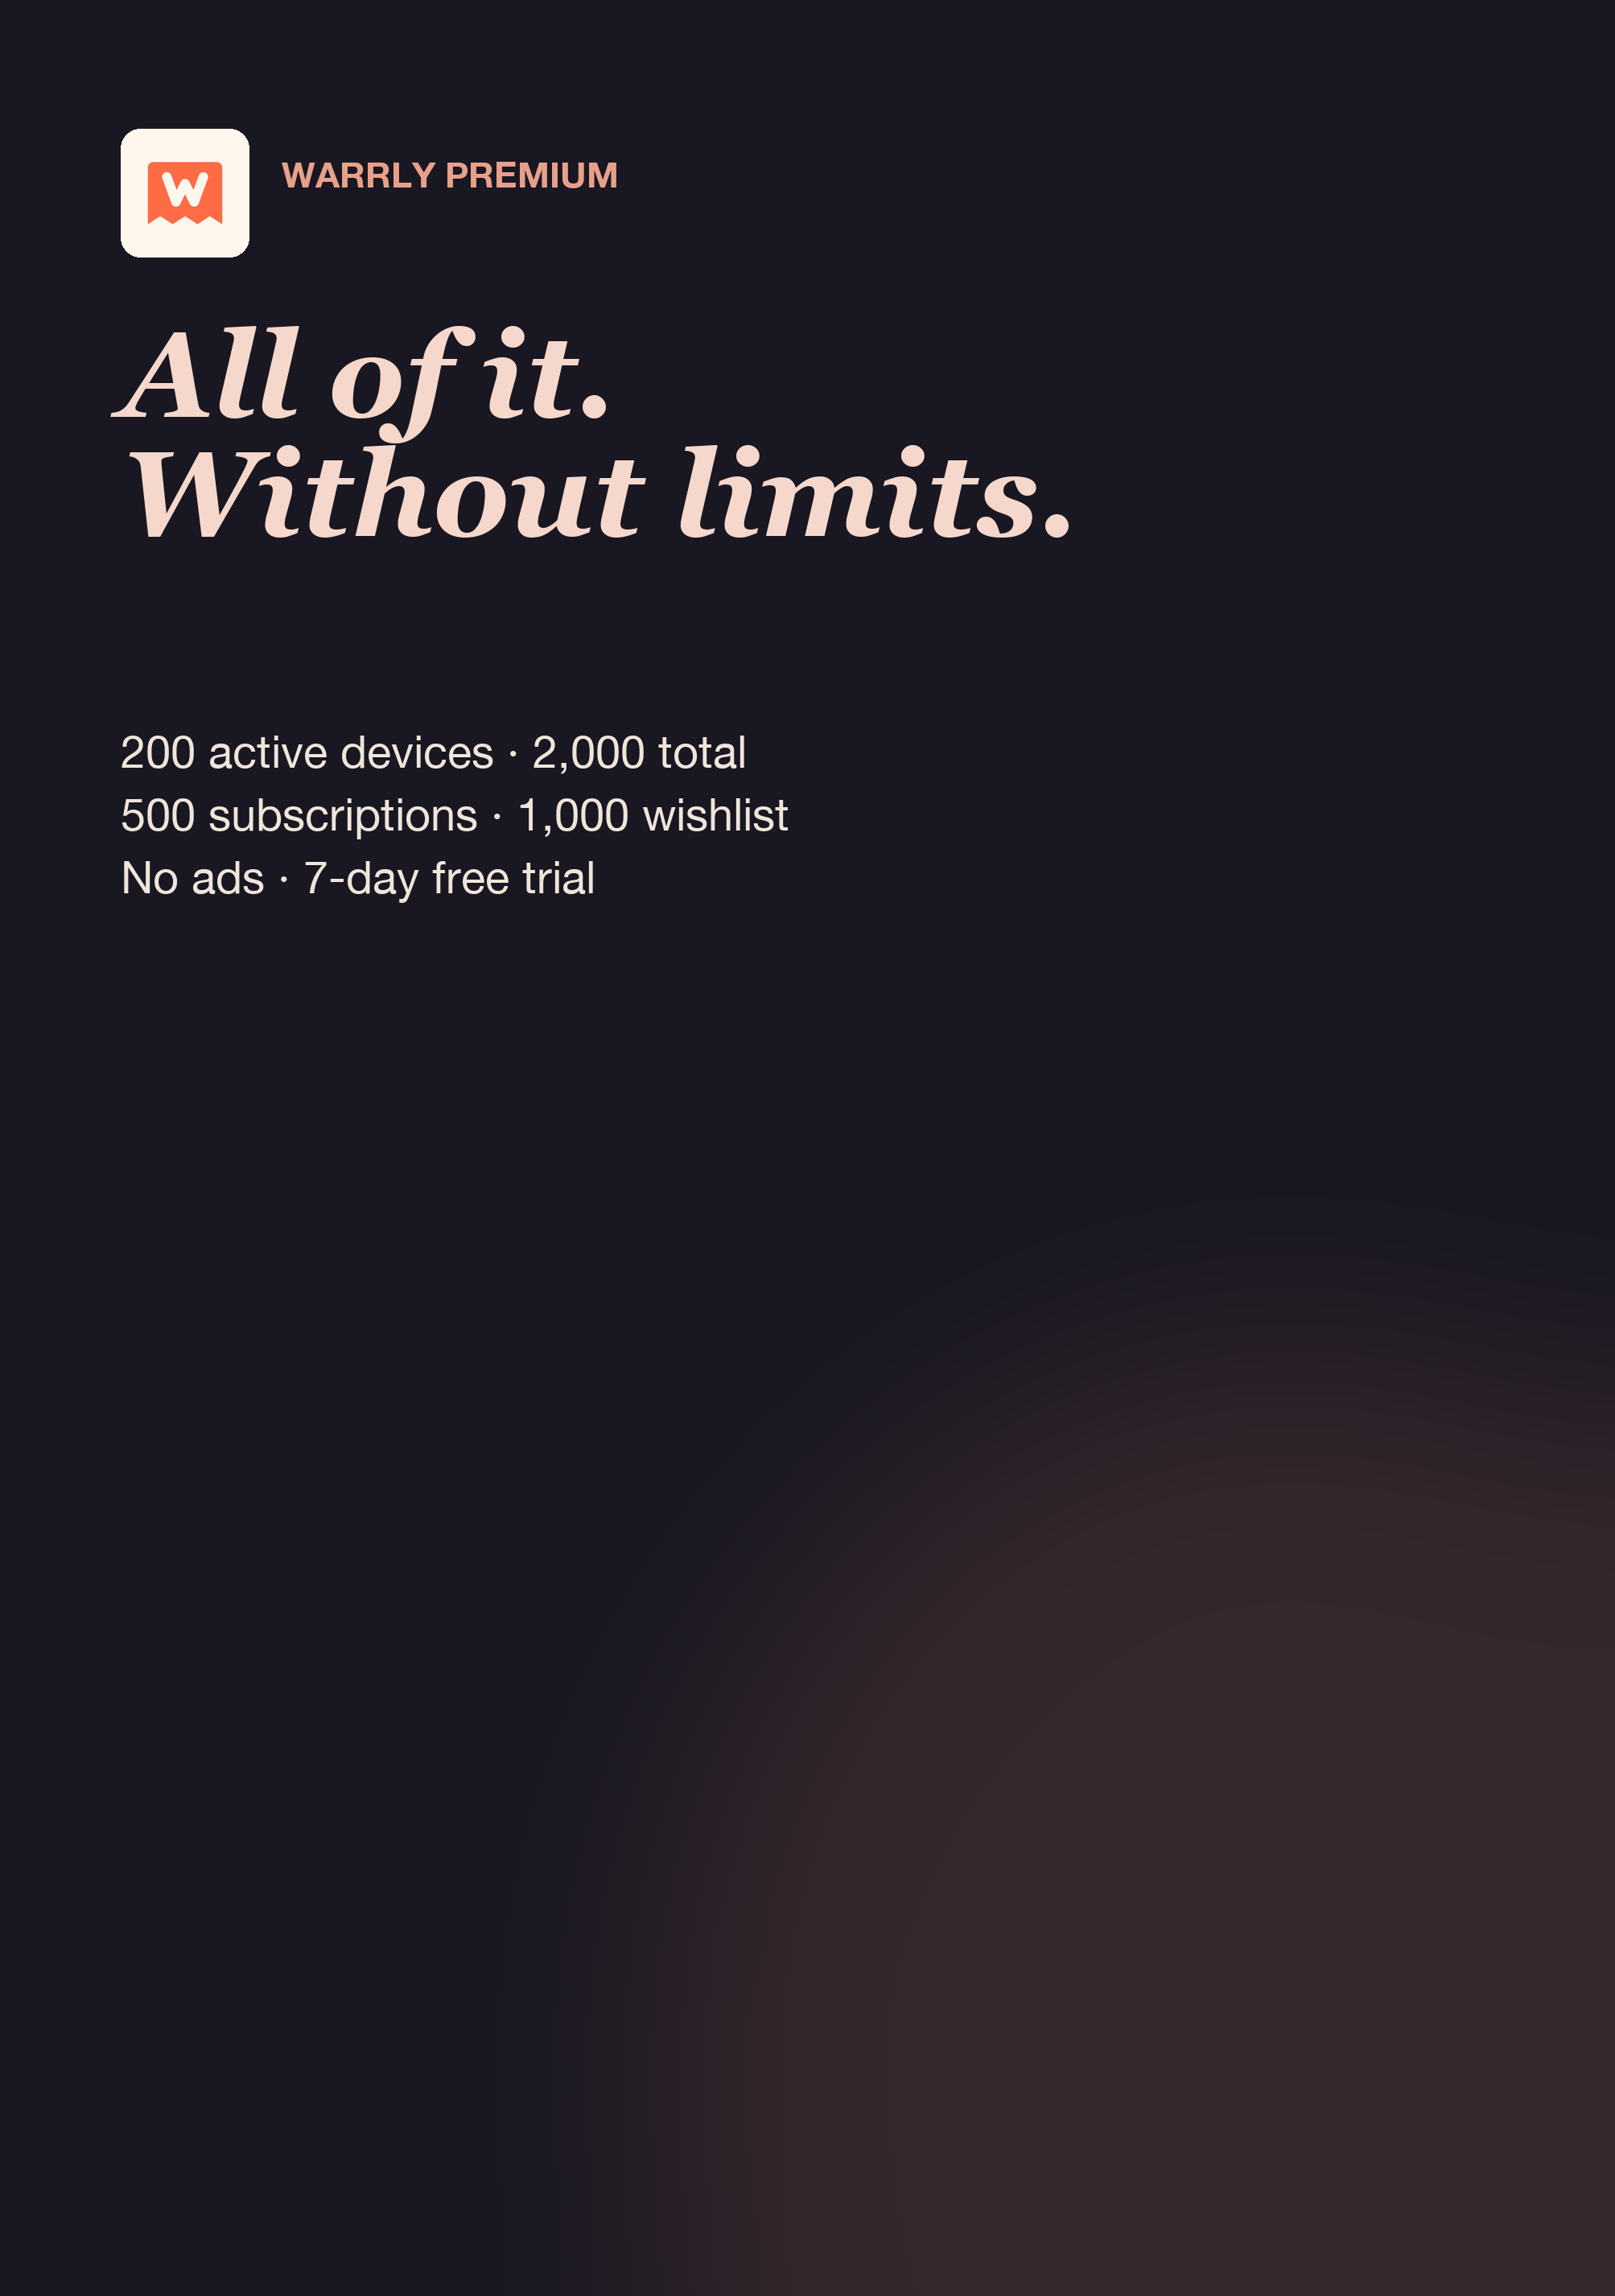 W
WARRLY PREMIUM
All of it.
Without limits.
200 active devices · 2,000 total
500 subscriptions · 1,000 wishlist
No ads · 7-day free trial